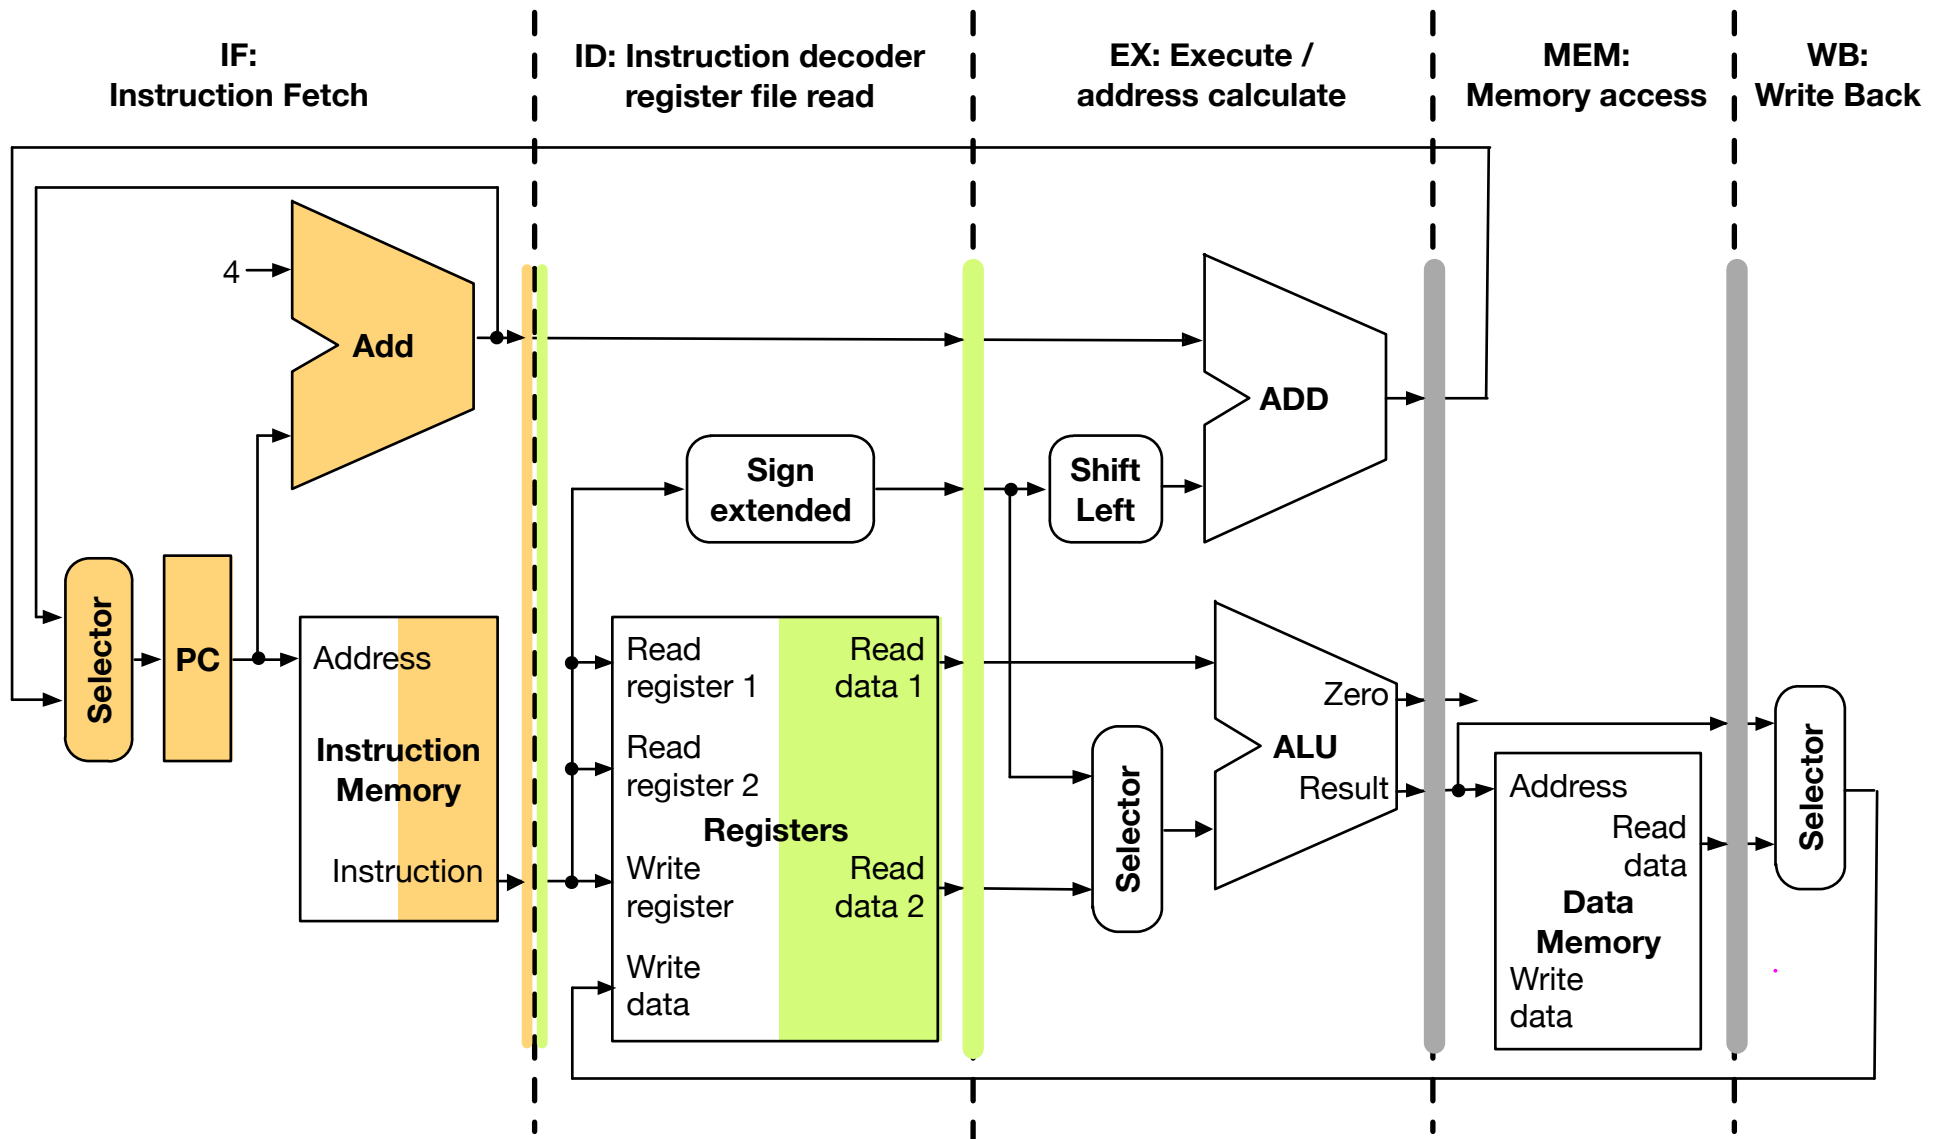 IF:
Instruction Fetch
ID: Instruction decoder
register file read
EX: Execute /
address calculate
MEM:
Memory access
WB:
Write Back
4
Add
Selector
PC
Address
Instruction
Memory
Instruction
Sign
extended
Read
register 1
Read
data 1
Read
register 2
Registers
Write
register
Read
data 2
Write
data
Shift
Left
ADD
Selector
Zero
ALU
Result
Address
Read
data
Data
Memory
Write
data
Selector